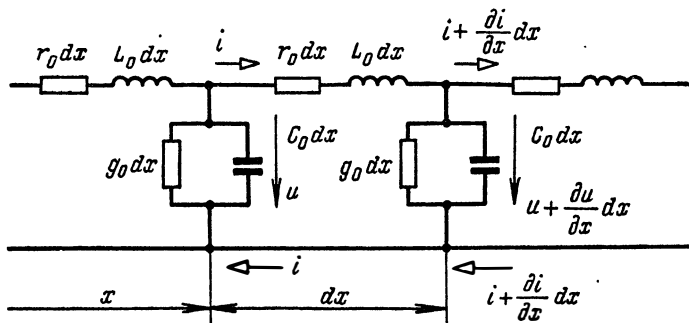 r₀dx L₀dx i r₀dx L₀dx i + ∂i/∂x dx
C₀dx C₀dx
g₀dx g₀dx
u u + ∂u/∂x dx
i
x dx i + ∂i/∂x dx